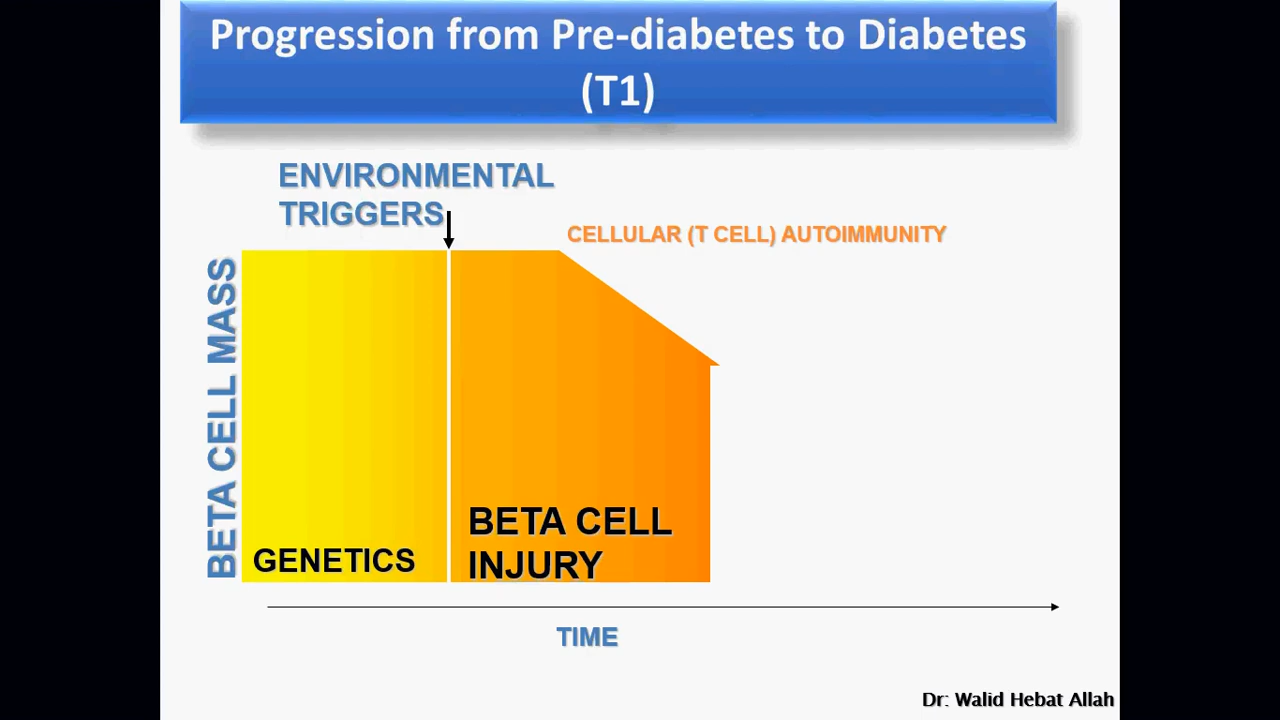 Progression from Pre-diabetes to Diabetes
(T1)
ENVIRONMENTAL
TRIGGERS
CELLULAR (T CELL) AUTOIMMUNITY
BETA CELL MASS
GENETICS
BETA CELL
INJURY
TIME
Dr: Walid Hebat Allah